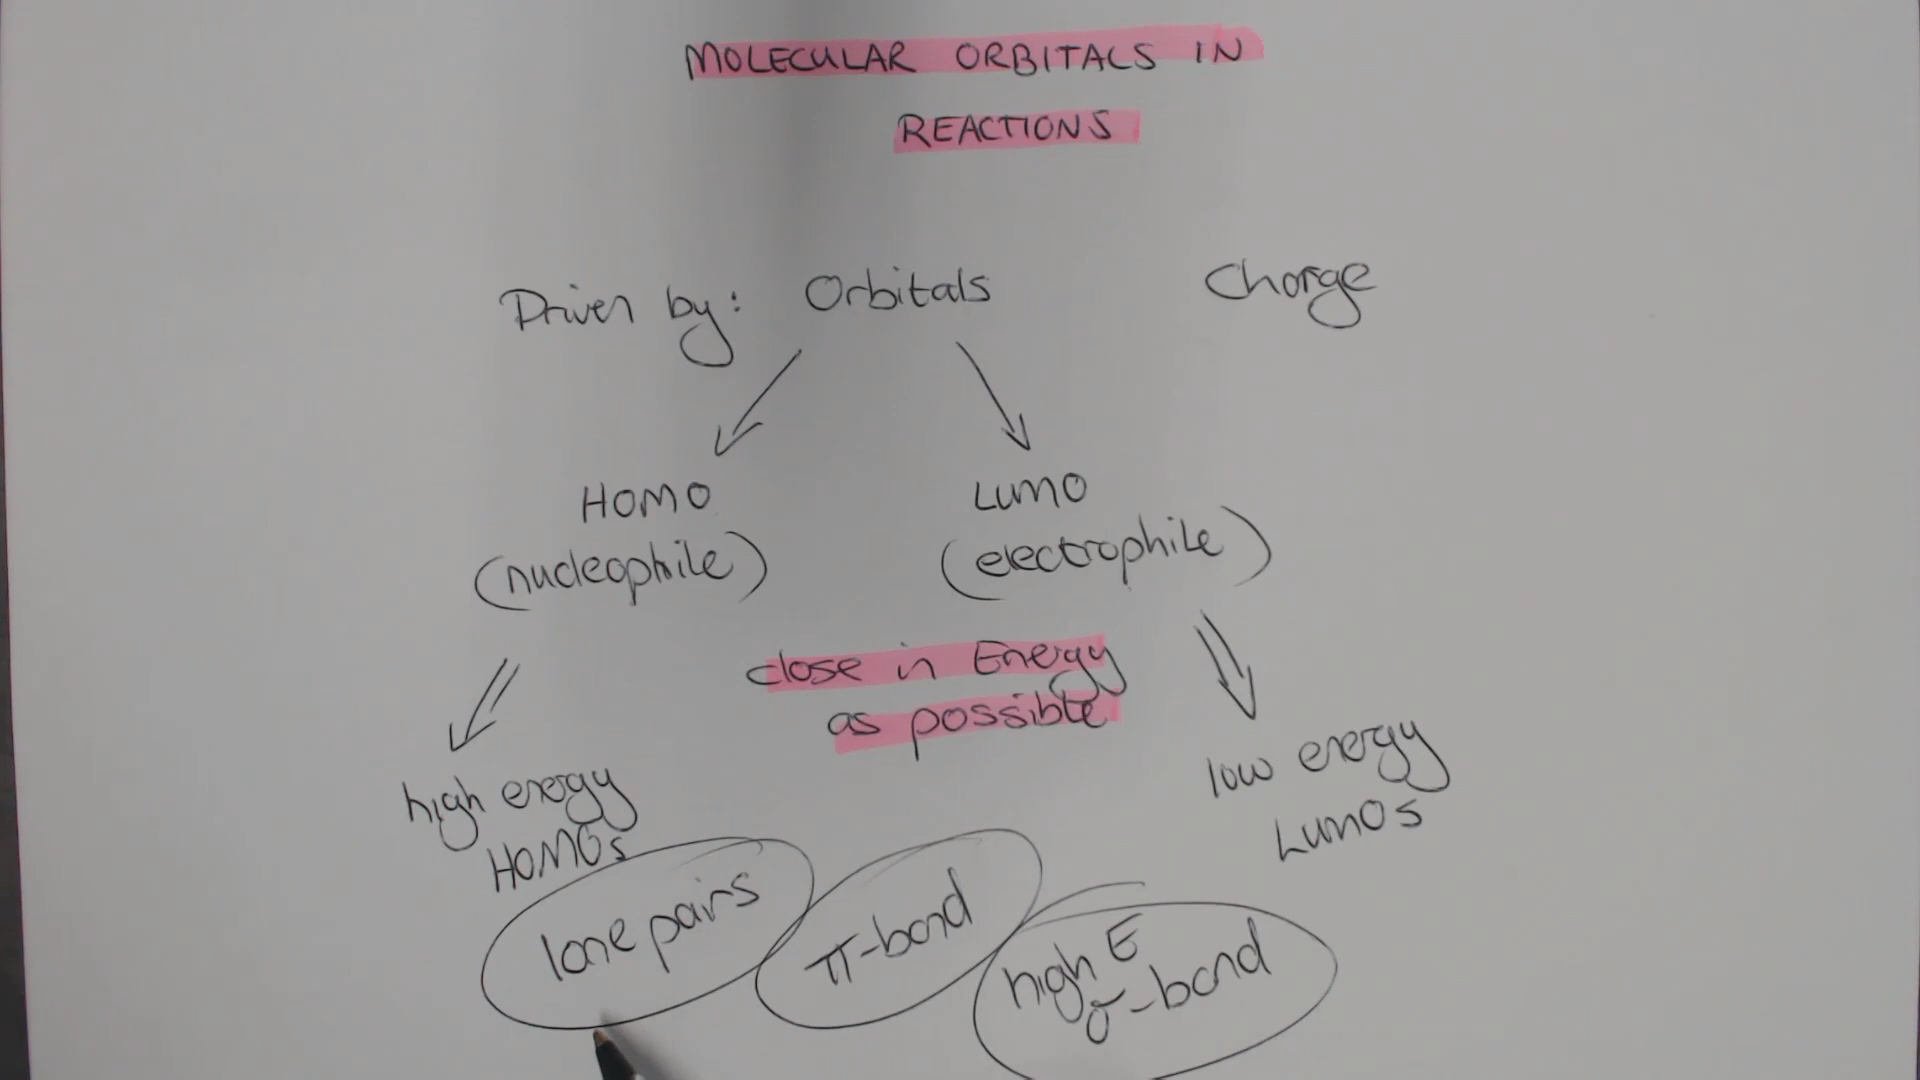 MOLECULAR ORBITALS IN
REACTIONS
Driven by: Orbitals Charge
HOMO LUMO
(nucleophile) (electrophile)
close in Energy
as possible
high energy
HOMOs
low energy
LUMOs
lone pairs
π-bond
high E
σ-bond